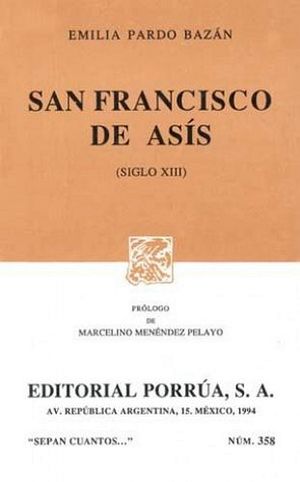 EMILIA PARDO BAZÁN
SAN FRANCISCO
DE ASÍS
(SIGLO XIII)
PRÓLOGO
DE
MARCELINO MENÉNDEZ PELAYO
EDITORIAL PORRÚA, S. A.
AV. REPÚBLICA ARGENTINA, 15. MÉXICO, 1994
"SEPAN CUANTOS..." NÚM. 358